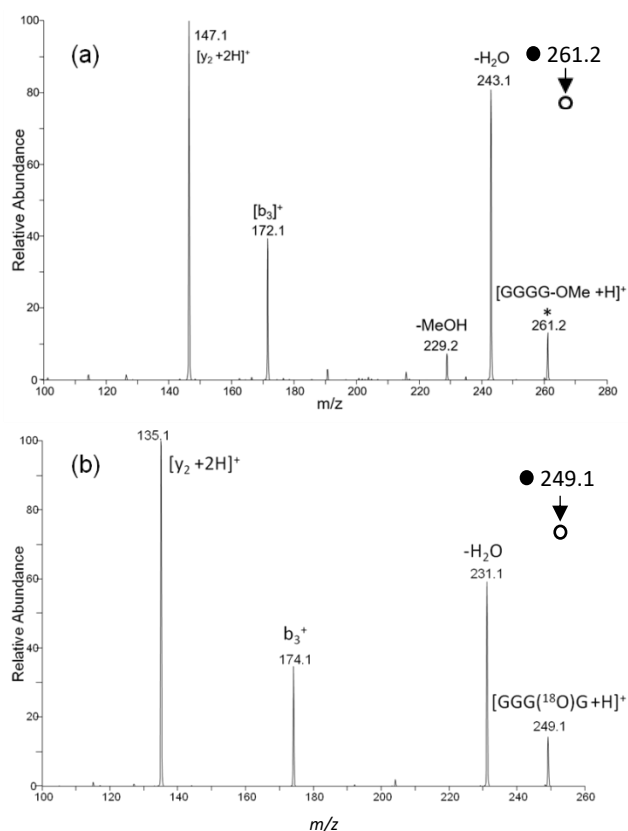 (a)
● 261.2
147.1
[y₂ +2H]⁺
-H₂O
243.1
[b₃]⁺
172.1
-MeOH
229.2
[GGGG-OMe +H]⁺
*
261.2
Relative Abundance
100
80
60
40
20
0
100 120 140 160 180 200 220 240 260 280
m/z
(b)
● 249.1
135.1
[y₂ +2H]⁺
-H₂O
231.1
b₃⁺
174.1
[GGG(¹⁸O)G +H]⁺
249.1
Relative Abundance
100
80
60
40
20
0
100 120 140 160 180 200 220 240 260
m/z